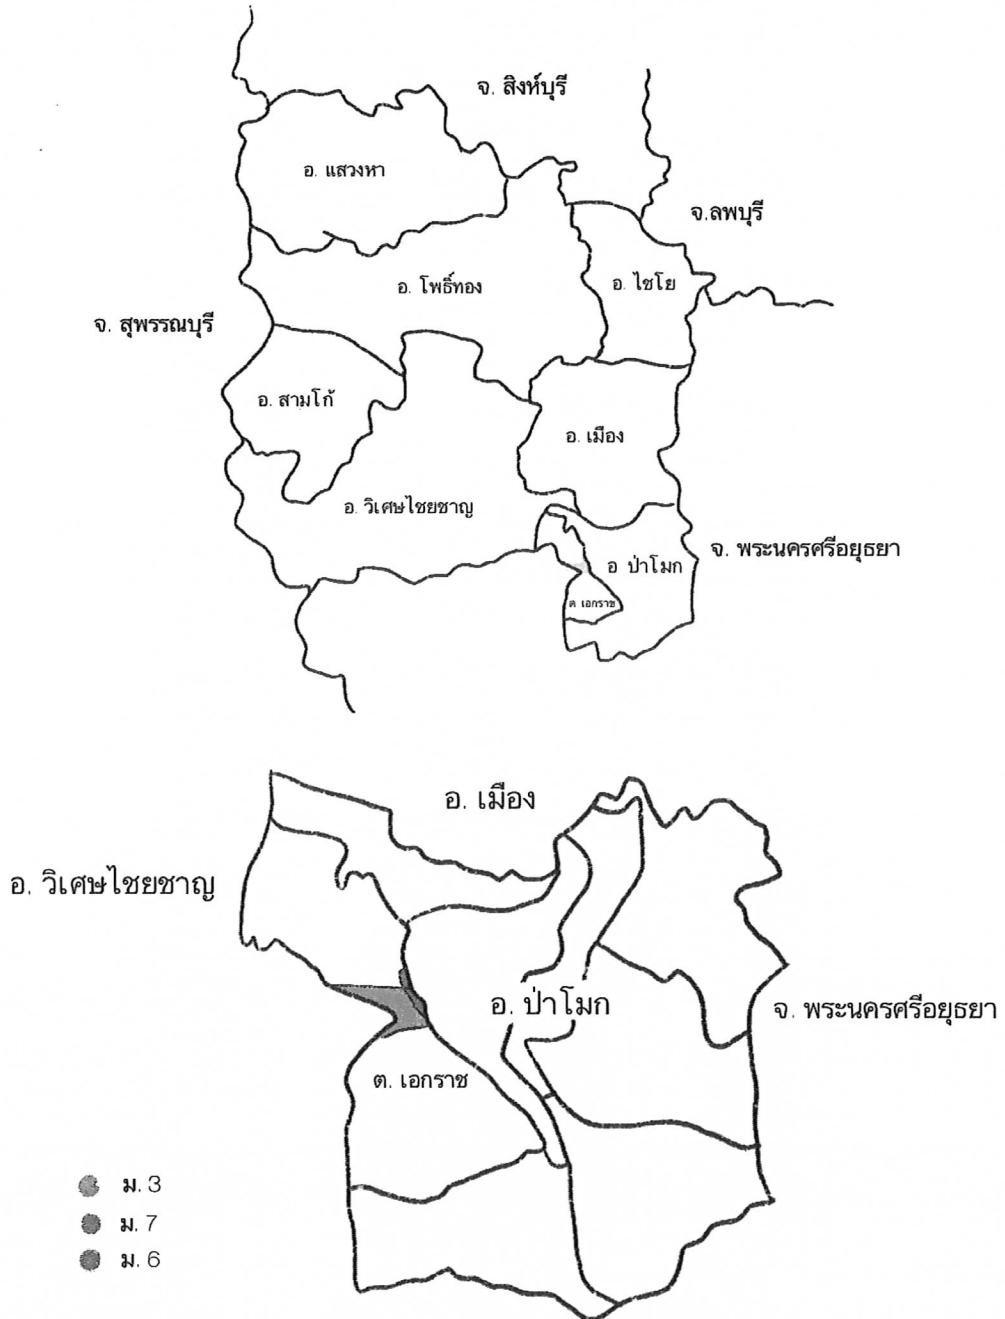 จ. สิงห์บุรี
อ. แสวงหา
จ.ลพบุรี
อ. โพธิ์ทอง
อ. ไชโย
จ. สุพรรณบุรี
อ. สามโก้
อ. เมือง
อ. วิเศษไชยชาญ
จ. พระนครศรีอยุธยา
อ ป่าโมก
ต เอกราช
อ. เมือง
อ. วิเศษไชยชาญ
อ. ป่าโมก
จ. พระนครศรีอยุธยา
ต. เอกราช
ม. 3
ม. 7
ม. 6